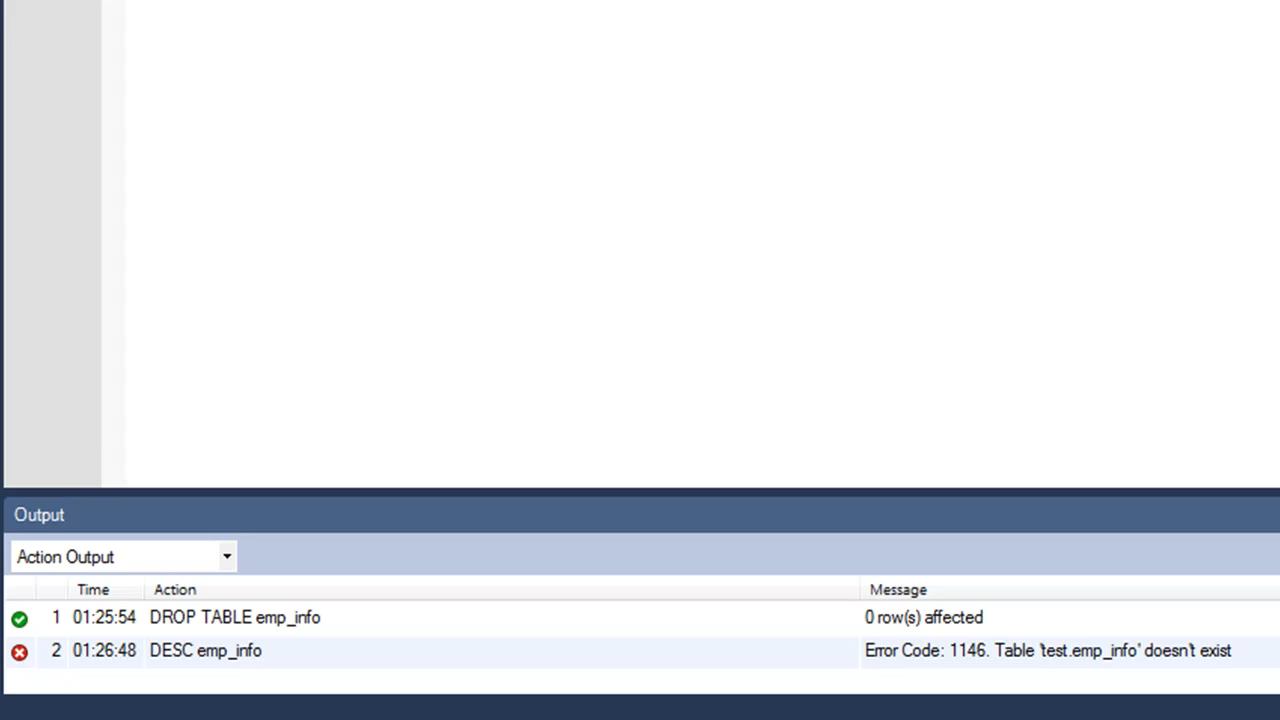 Output
Action Output
Time Action Message
1 01:25:54 DROP TABLE emp_info 0 row(s) affected
2 01:26:48 DESC emp_info Error Code: 1146. Table 'test.emp_info' doesn't exist